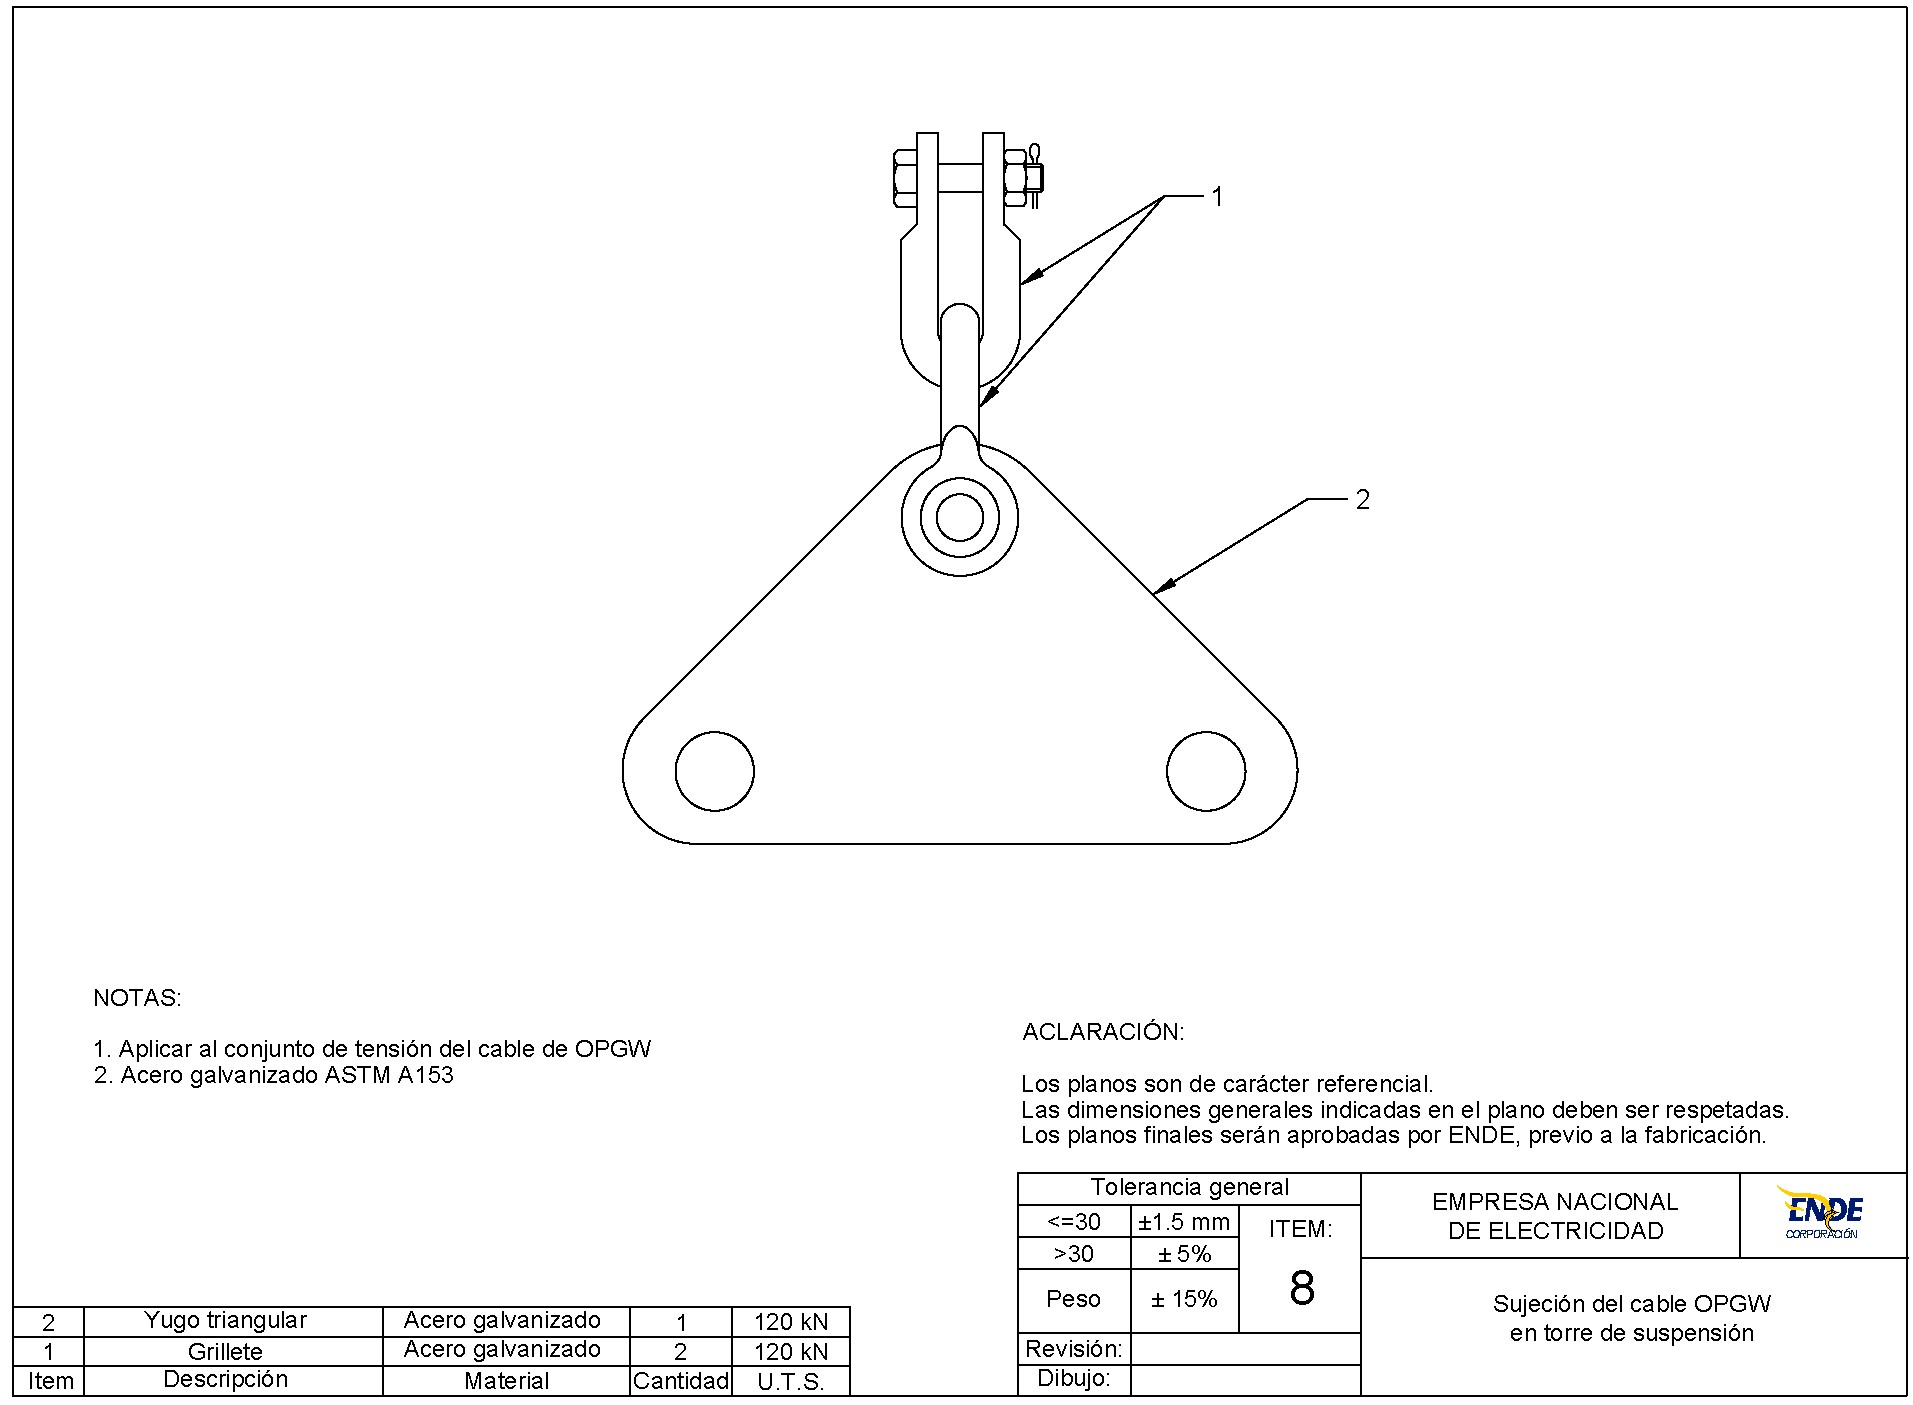 1
2
NOTAS:
1. Aplicar al conjunto de tensión del cable de OPGW
2. Acero galvanizado ASTM A153
ACLARACIÓN:
Los planos son de carácter referencial.
Las dimensiones generales indicadas en el plano deben ser respetadas.
Los planos finales serán aprobadas por ENDE, previo a la fabricación.
Tolerancia general
<=30 ±1.5 mm
>30 ± 5%
Peso ± 15%
ITEM:
8
Revisión:
Dibujo:
EMPRESA NACIONAL
DE ELECTRICIDAD
ENDE
CORPORACIÓN
Sujeción del cable OPGW
en torre de suspensión
2 Yugo triangular Acero galvanizado 1 120 kN
1 Grillete Acero galvanizado 2 120 kN
Item Descripción Material Cantidad U.T.S.